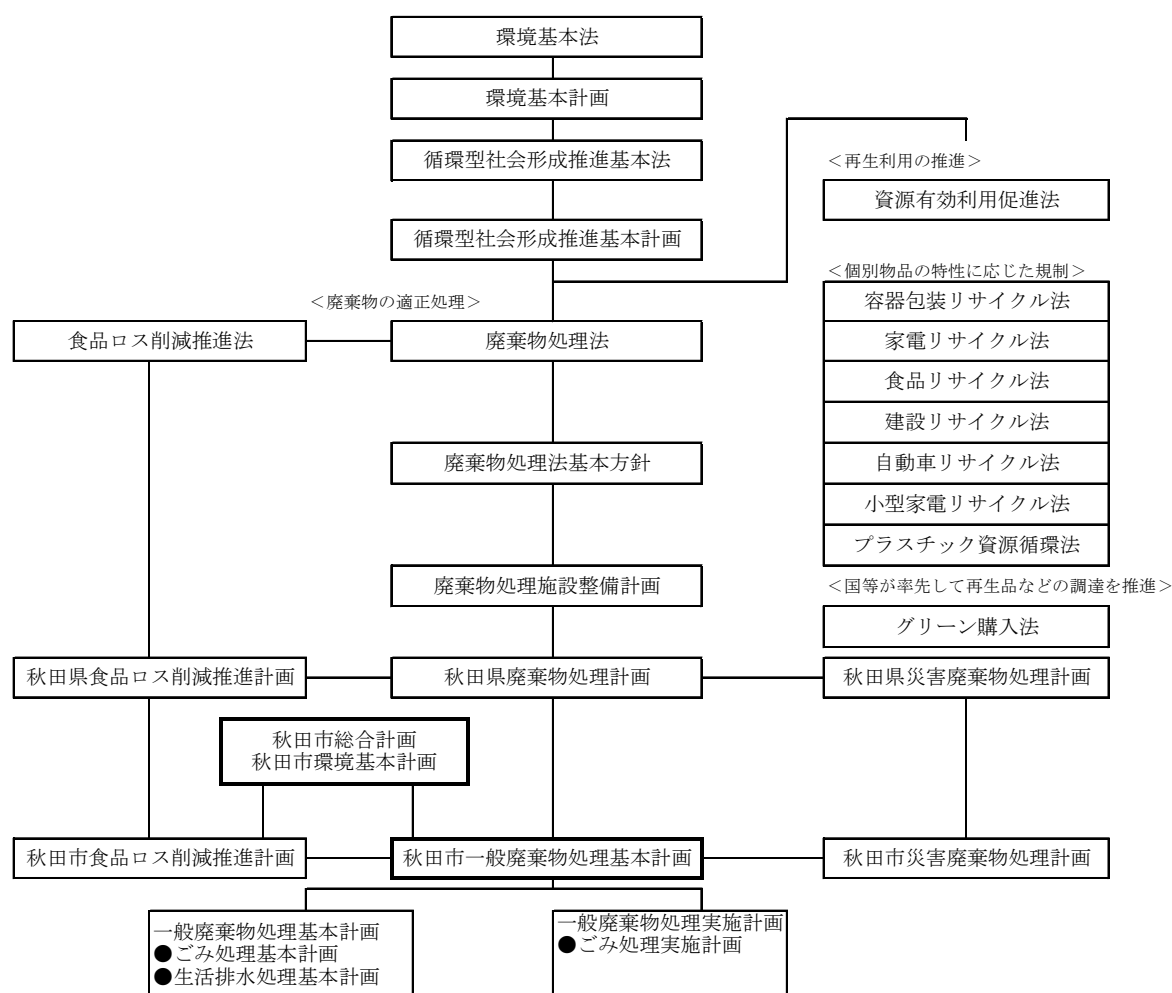 環境基本法
環境基本計画
循環型社会形成推進基本法
＜再生利用の推進＞
資源有効利用促進法
循環型社会形成推進基本計画
＜個別物品の特性に応じた規制＞
容器包装リサイクル法
＜廃棄物の適正処理＞
食品ロス削減推進法
廃棄物処理法
家電リサイクル法
食品リサイクル法
建設リサイクル法
廃棄物処理法基本方針
自動車リサイクル法
小型家電リサイクル法
プラスチック資源循環法
廃棄物処理施設整備計画
＜国等が率先して再生品などの調達を推進＞
グリーン購入法
秋田県食品ロス削減推進計画
秋田県廃棄物処理計画
秋田県災害廃棄物処理計画
秋田市総合計画
秋田市環境基本計画
秋田市食品ロス削減推進計画
秋田市一般廃棄物処理基本計画
秋田市災害廃棄物処理計画
一般廃棄物処理基本計画
●ごみ処理基本計画
●生活排水処理基本計画
一般廃棄物処理実施計画
●ごみ処理実施計画